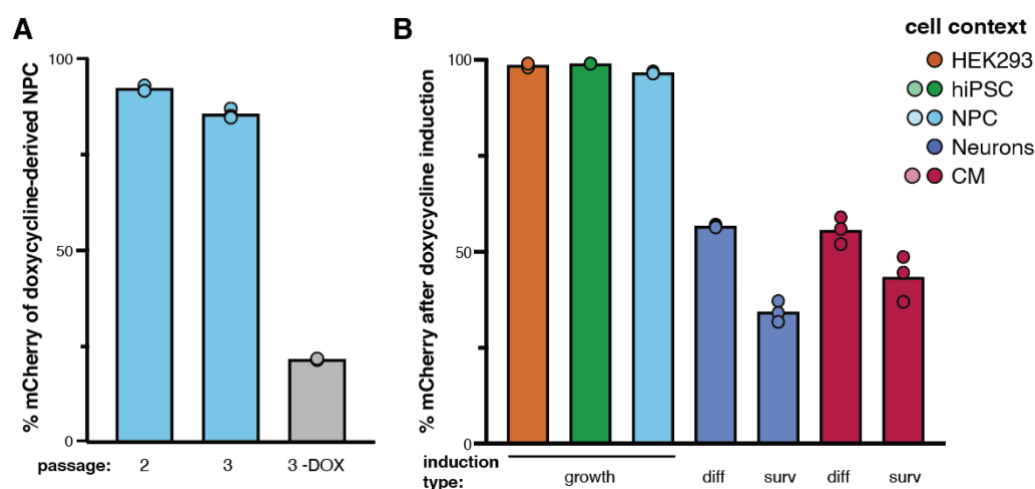 A
% mCherry of doxycycline-derived NPC
100
50
0
passage: 2 3 3 -DOX
B
% mCherry after doxycycline induction
100
50
0
induction
type:
growth diff surv diff surv
cell context
HEK293
hiPSC
NPC
Neurons
CM